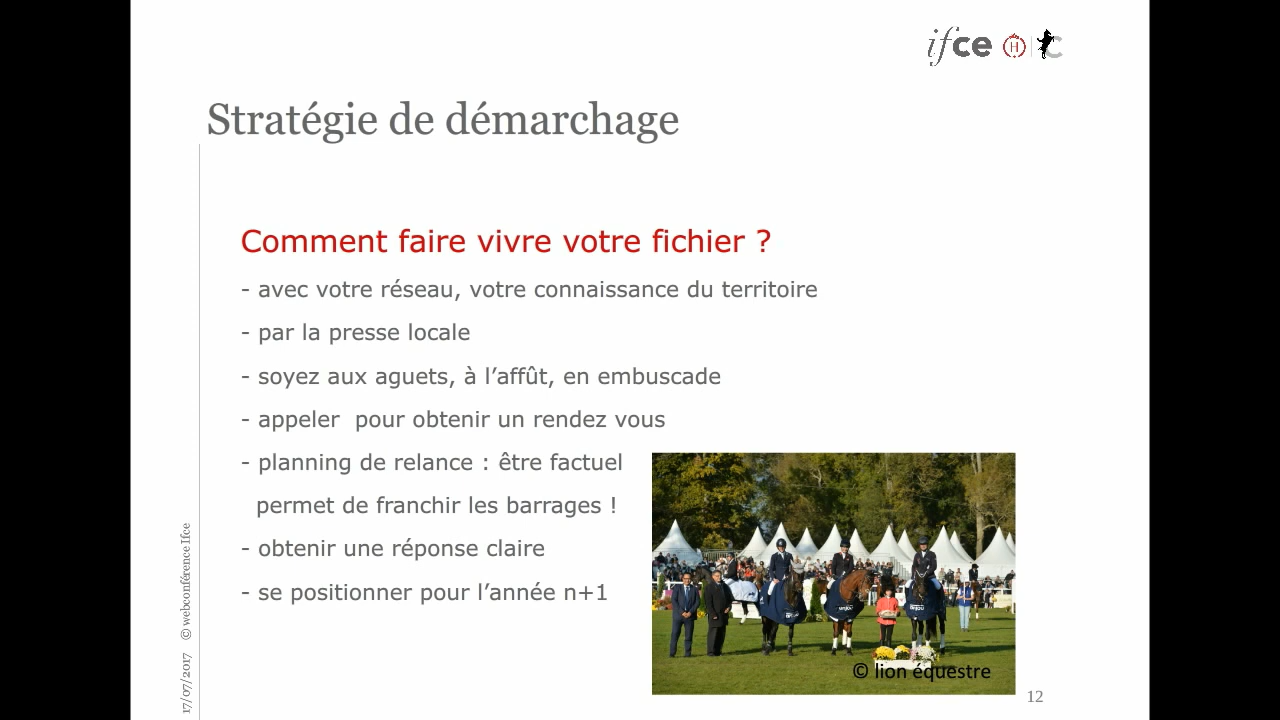 ifce
Stratégie de démarchage
Comment faire vivre votre fichier ?
- avec votre réseau, votre connaissance du territoire
- par la presse locale
- soyez aux aguets, à l’affût, en embuscade
- appeler  pour obtenir un rendez vous
- planning de relance : être factuel
permet de franchir les barrages !
- obtenir une réponse claire
- se positionner pour l’année n+1
© lion équestre
12
17/07/2017 © webconférence Ifce